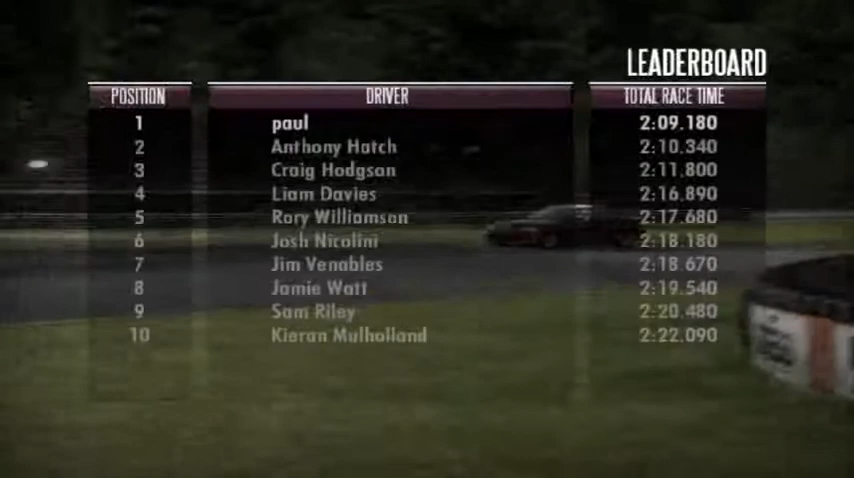 LEADERBOARD
POSITION DRIVER TOTAL RACE TIME
1 paul 2:09.180
2 Anthony Hatch 2:10.340
3 Craig Hodgson 2:11.800
4 Liam Davies 2:16.890
5 Rory Williamson 2:17.680
6 Josh Nicolini 2:18.180
7 Jim Venables 2:18.670
8 Jamie Watt 2:19.540
9 Sam Riley 2:20.480
10 Kieran Mulholland 2:22.090